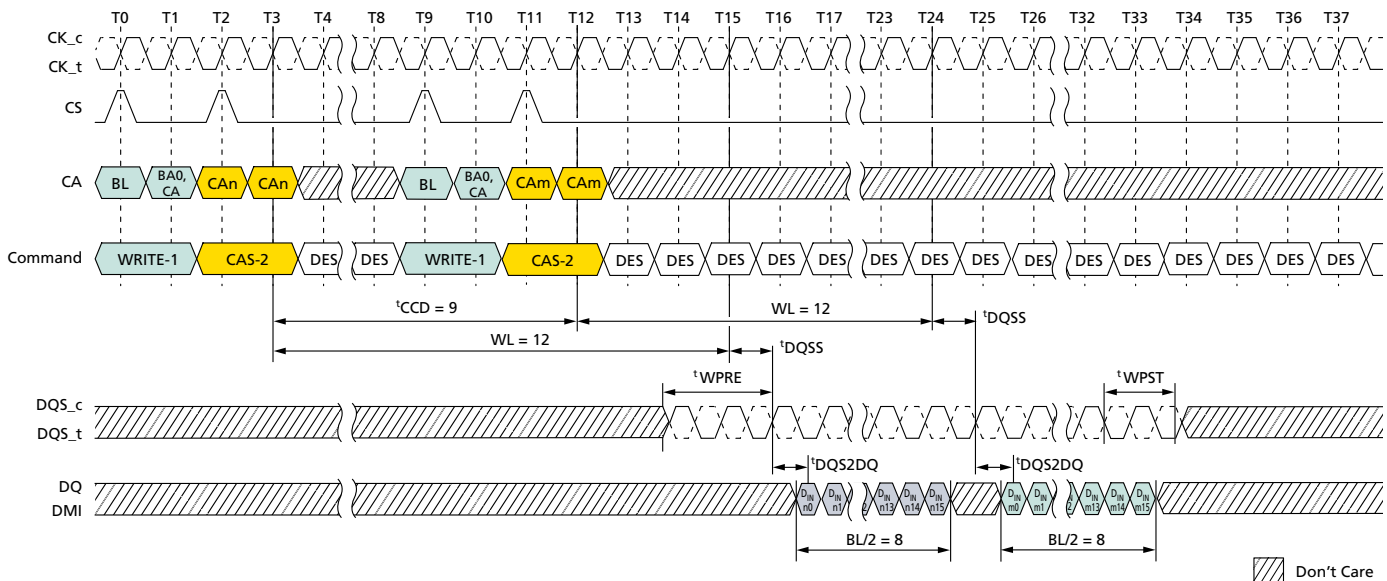 T0 T1 T2 T3 T4 T8 T9 T10 T11 T12 T13 T14 T15 T16 T17 T23 T24 T25 T26 T32 T33 T34 T35 T36 T37
CK_c
CK_t
CS
CA BL BA0, CA CAn CAn BL BA0, CA CAm CAm
Command WRITE-1 CAS-2 DES DES WRITE-1 CAS-2 DES DES DES DES DES DES DES DES DES DES DES DES DES DES DES
tCCD = 9 WL = 12 tDQSS
WL = 12 tDQSS
tWPRE tWPST
DQS_c
DQS_t
tDQS2DQ tDQS2DQ
DQ
DMI
DIN n0 DIN n1 DIN n13 DIN n14 DIN n15 DIN m0 DIN m1 DIN m13 DIN m14 DIN m15
BL/2 = 8 BL/2 = 8
Don't Care